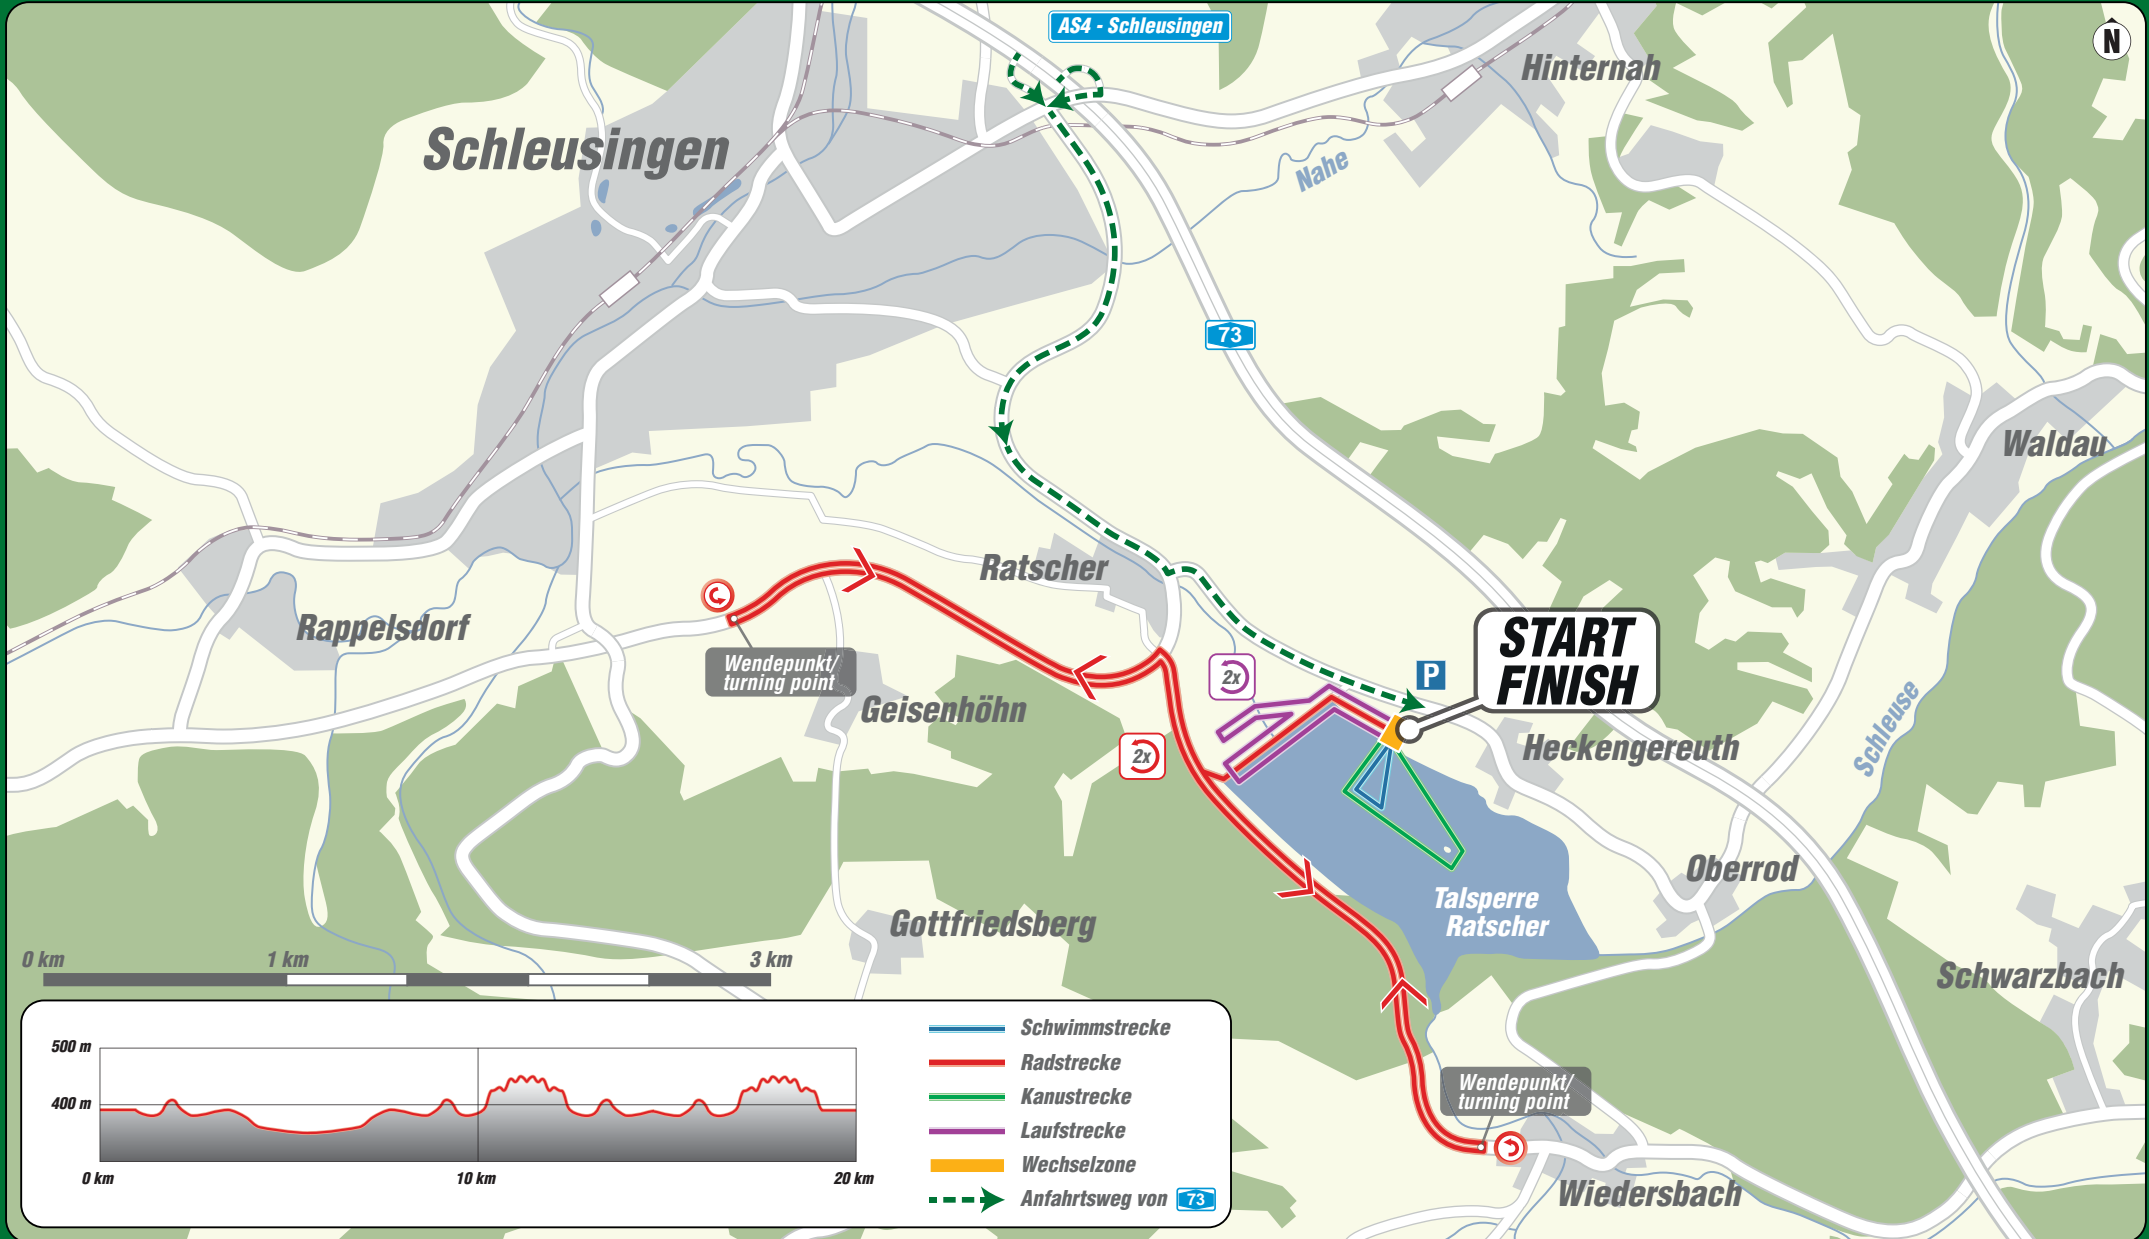 AS4 - Schleusingen
N
Hinternah
Schleusingen
Nahe
73
Waldau
Ratscher
Rappelsdorf
START
FINISH
P
2x
Wendepunkt/
turning point
Geisenhöhn
Heckengereuth
Schleuse
2x
Oberrod
Talsperre
Ratscher
Gottfriedsberg
Schwarzbach
0 km
1 km
3 km
Wendepunkt/
turning point
Wiedersbach
500 m
400 m
0 km
10 km
20 km
Schwimmstrecke
Radstrecke
Kanustrecke
Laufstrecke
Wechselzone
Anfahrtsweg von 73